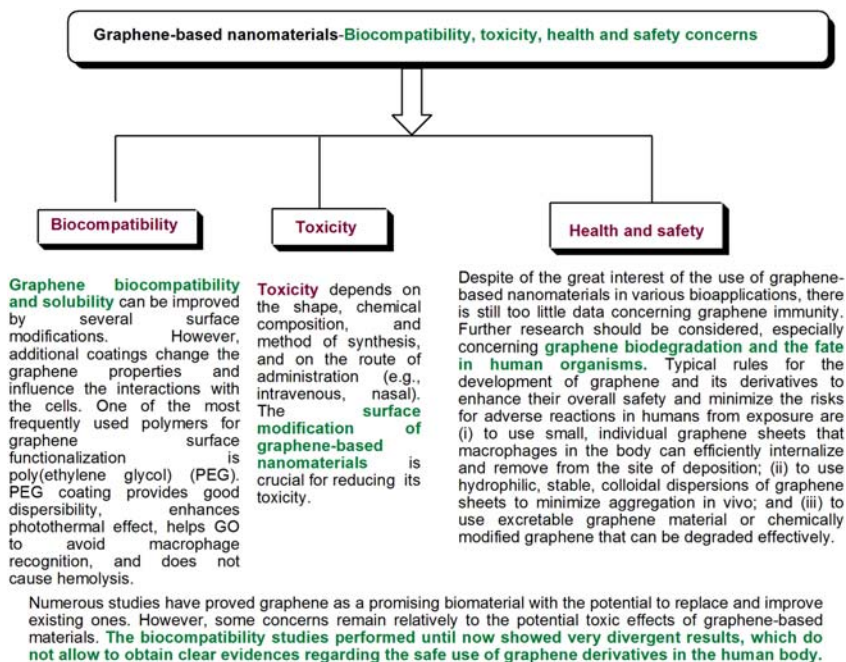 Graphene-based nanomaterials-Biocompatibility, toxicity, health and safety concerns
Biocompatibility
Toxicity
Health and safety
Graphene biocompatibility
and solubility can be improved
by several surface
modifications. However,
additional coatings change the
graphene properties and
influence the interactions with
the cells. One of the most
frequently used polymers for
graphene surface
functionalization is
poly(ethylene glycol) (PEG).
PEG coating provides good
dispersibility, enhances
photothermal effect, helps GO
to avoid macrophage
recognition, and does not
cause hemolysis.
Toxicity depends on
the shape, chemical
composition, and
method of synthesis,
and on the route of
administration (e.g.,
intravenous, nasal).
The surface
modification of
graphene-based
nanomaterials is
crucial for reducing its
toxicity.
Despite of the great interest of the use of graphene-
based nanomaterials in various bioapplications, there
is still too little data concerning graphene immunity.
Further research should be considered, especially
concerning graphene biodegradation and the fate
in human organisms. Typical rules for the
development of graphene and its derivatives to
enhance their overall safety and minimize the risks
for adverse reactions in humans from exposure are
(i) to use small, individual graphene sheets that
macrophages in the body can efficiently internalize
and remove from the site of deposition; (ii) to use
hydrophilic, stable, colloidal dispersions of graphene
sheets to minimize aggregation in vivo; and (iii) to
use excretable graphene material or chemically
modified graphene that can be degraded effectively.
Numerous studies have proved graphene as a promising biomaterial with the potential to replace and improve
existing ones. However, some concerns remain relatively to the potential toxic effects of graphene-based
materials. The biocompatibility studies performed until now showed very divergent results, which do
not allow to obtain clear evidences regarding the safe use of graphene derivatives in the human body.